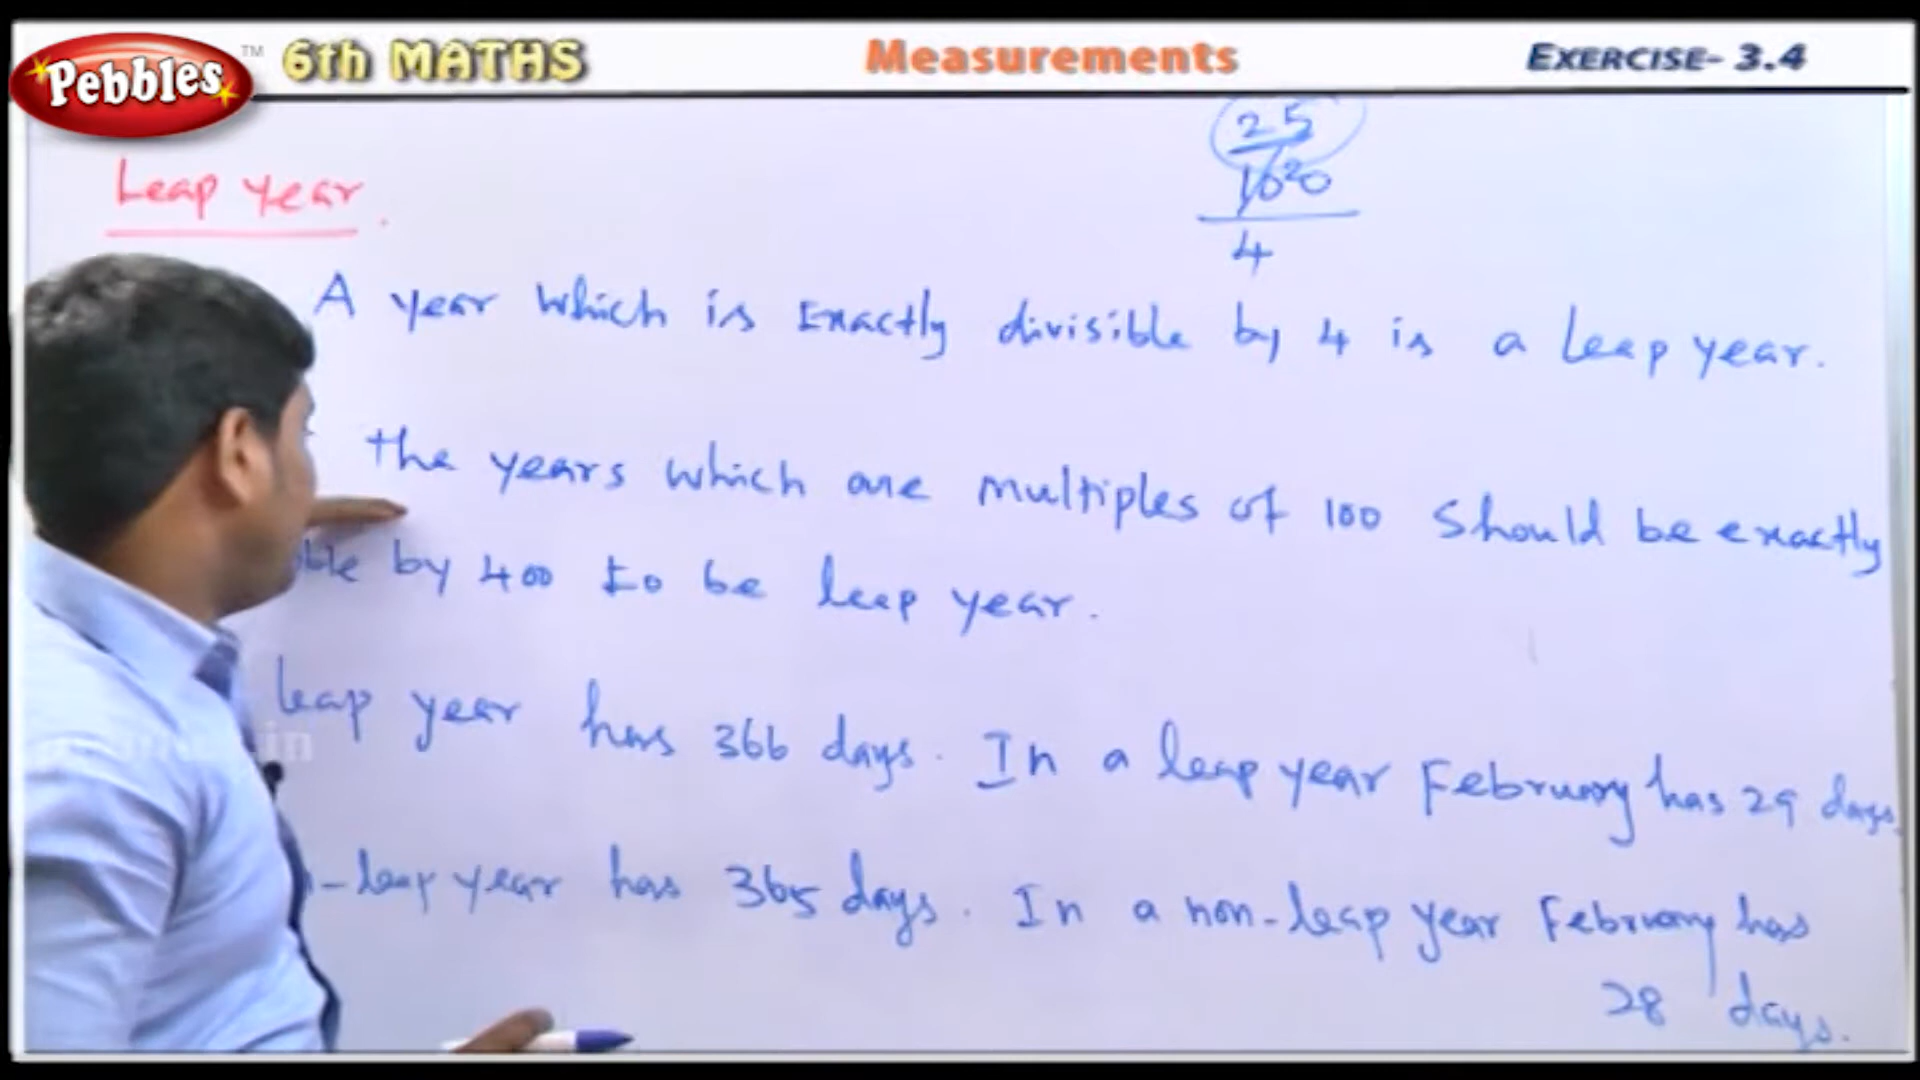 Pebbles TM 6th MATHS Measurements EXERCISE- 3.4
25
100
4
Leap year.
A year which is Exactly divisible by 4 is a leap year.
the years which are multiples of 100 should be exactly
by 400 to be leap year.
leap year has 366 days. In a leap year February has 29 days.
-leap year has 365 days. In a non-leap year February has
28 days.